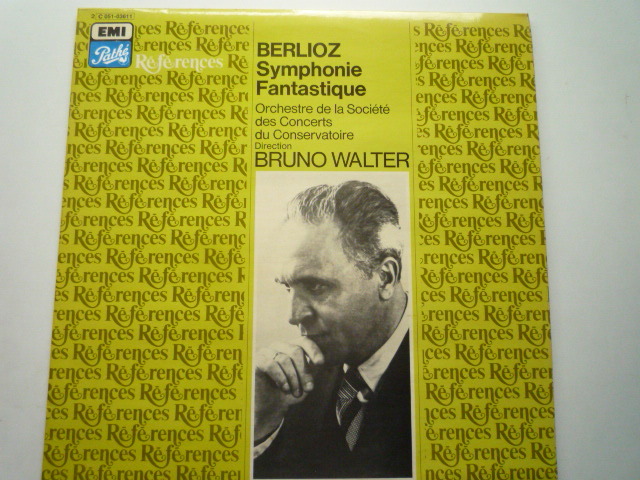 2 C 051-03611
EMI
Pathé
Références
BERLIOZ
Symphonie
Fantastique
Orchestre de la Société
des Concerts
du Conservatoire
Direction
BRUNO WALTER